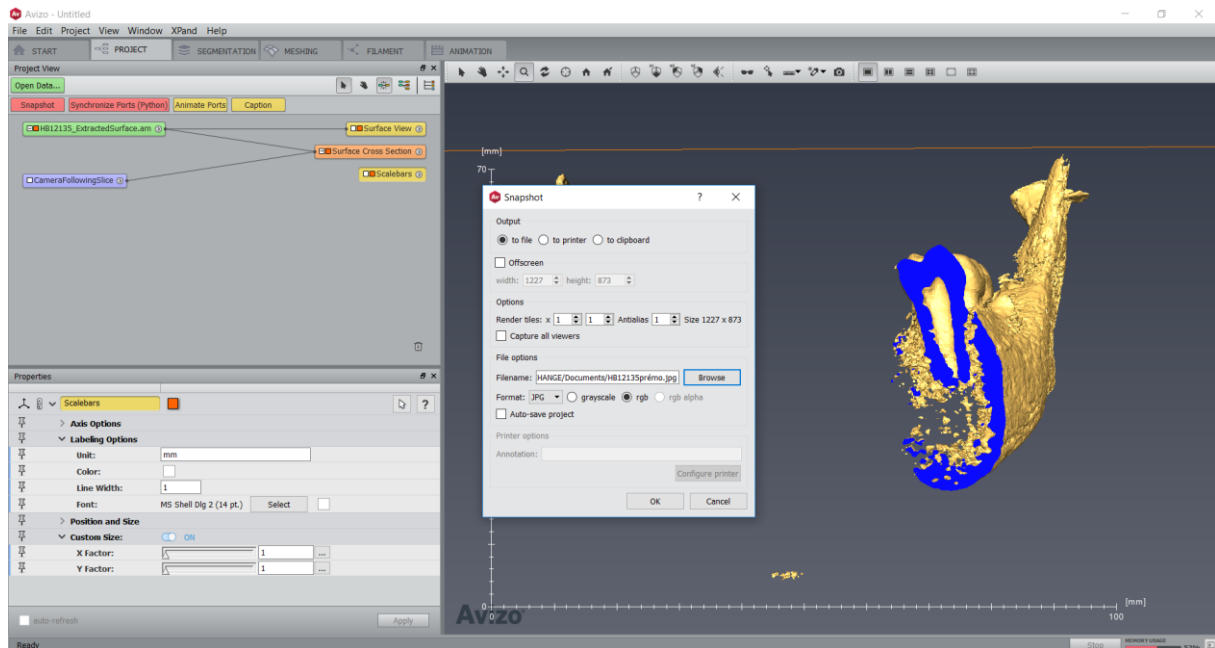 Avizo - Untitled
File Edit Project View Window XPand Help
START PROJECT SEGMENTATION MESHING FILAMENT ANIMATION
Project View
Open Data...
Snapshot Synchronize Ports (Python) Animate Ports Caption
HB12135_ExtractedSurface.am Surface View
Surface Cross Section
Scalebars
CameraFollowingSlice
Properties
Scalebars ?
Axis Options
Labeling Options
Unit: mm
Color:
Line Width: 1
Font: MS Shell Dlg 2 (14 pt.) Select
Position and Size
Custom Size: ON
X Factor: 1 ...
Y Factor: 1 ...
auto-refresh Apply
Ready
[mm]
70
Snapshot ?
Output
to file to printer to clipboard
Offscreen
width: 1227 height: 873
Options
Render tiles: x 1 1 Antialias 1 Size 1227 x 873
Capture all viewers
File options
Filename: HANGE/Documents/HB12135prémo.jpg Browse
Format: JPG grayscale rgb rgb alpha
Auto-save project
Printer options
Annotation:
Configure printer
OK Cancel
0
0 100 [mm]
Avizo
Stop MEMORY USAGE 52%